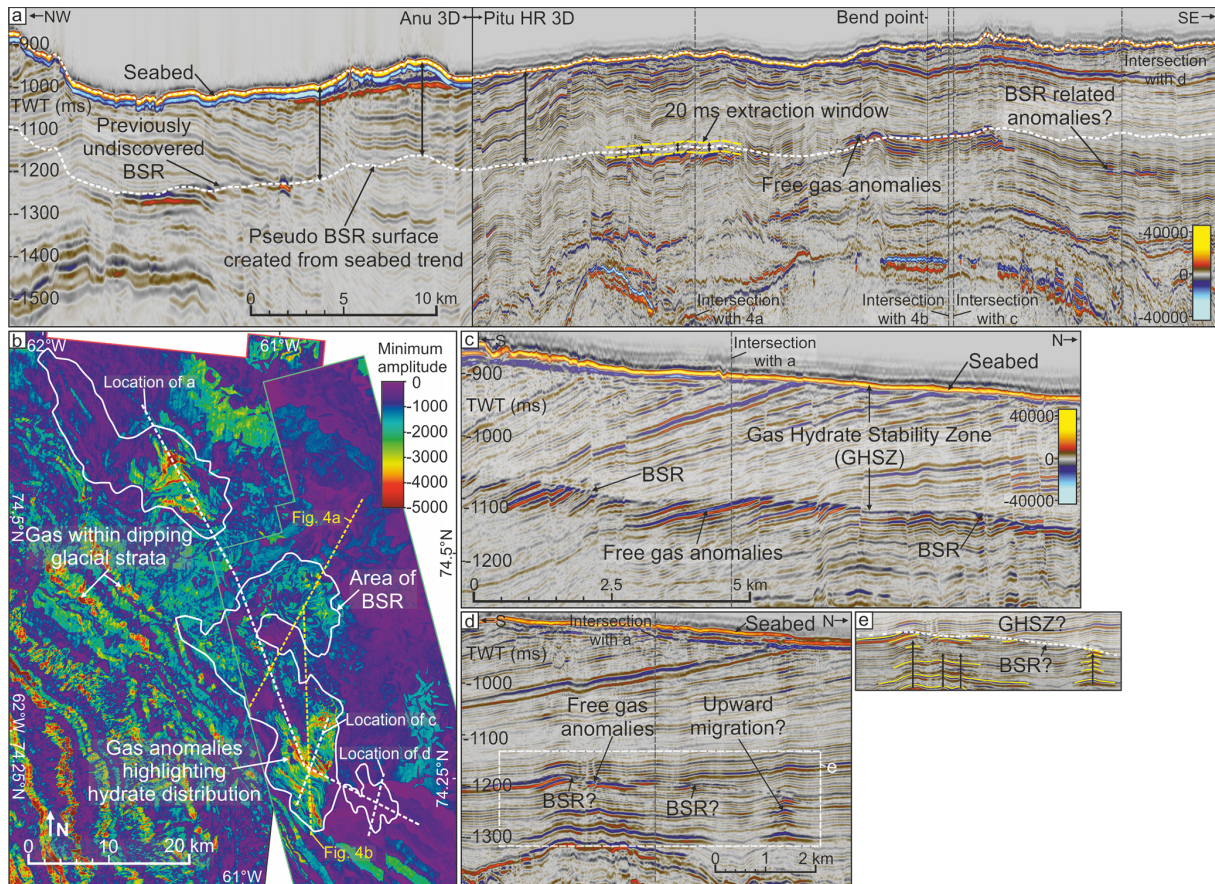 a
NW
Anu 3D
Pitu HR 3D
Bend point
SE
-900
Seabed
-1000
TWT (ms)
-1100
Previously
undiscovered
BSR
-1200
-1300
-1400
-1500
Pseudo BSR surface
created from seabed trend
0 5 10 km
20 ms extraction window
Free gas anomalies
Intersection
with d
BSR related
anomalies?
Intersection
with 4a
Intersection
with 4b
Intersection
with c
40000
0
-40000
b
62°W
61°W
Minimum
amplitude
0
-1000
-2000
-3000
-4000
-5000
Location of a
74.5°N
Gas within dipping
glacial strata
Fig. 4a
74.5°N
Area of
BSR
Location of c
Location of d
Gas anomalies
highlighting
hydrate distribution
62°W
74.25°N
74.25°N
N
0 10 20 km
Fig. 4b
61°W
c
S
N
-900
TWT (ms)
-1000
-1100
-1200
Intersection
with a
Seabed
Gas Hydrate Stability Zone
(GHSZ)
BSR
Free gas anomalies
BSR
0 2.5 5 km
40000
0
-40000
d
S
Intersection
with a
Seabed
N
TWT (ms)
-1000
-1100
-1200
-1300
Free gas
anomalies
Upward
migration?
BSR?
BSR?
e
0 2 km
e
GHSZ?
BSR?